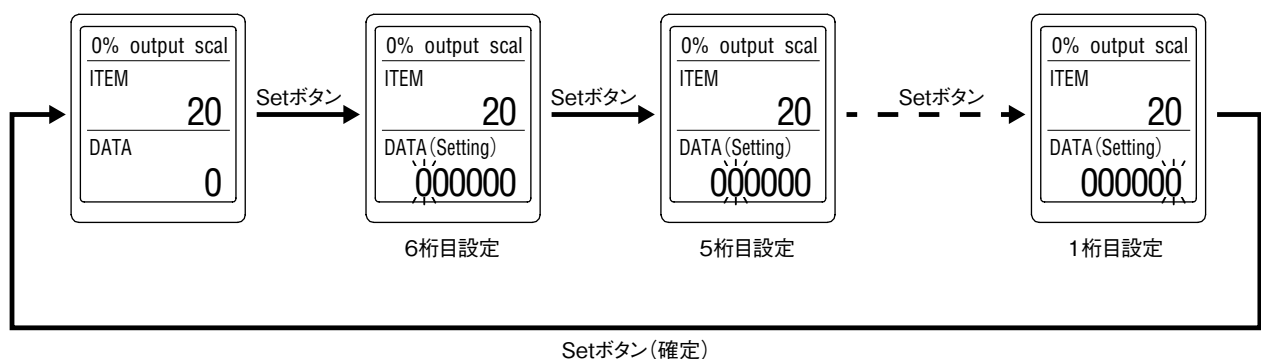 0% output scal
ITEM
20
DATA
0
Setボタン
0% output scal
ITEM
20
DATA(Setting)
000000
6桁目設定
Setボタン
0% output scal
ITEM
20
DATA(Setting)
000000
5桁目設定
Setボタン
0% output scal
ITEM
20
DATA(Setting)
000000
1桁目設定
Setボタン(確定)